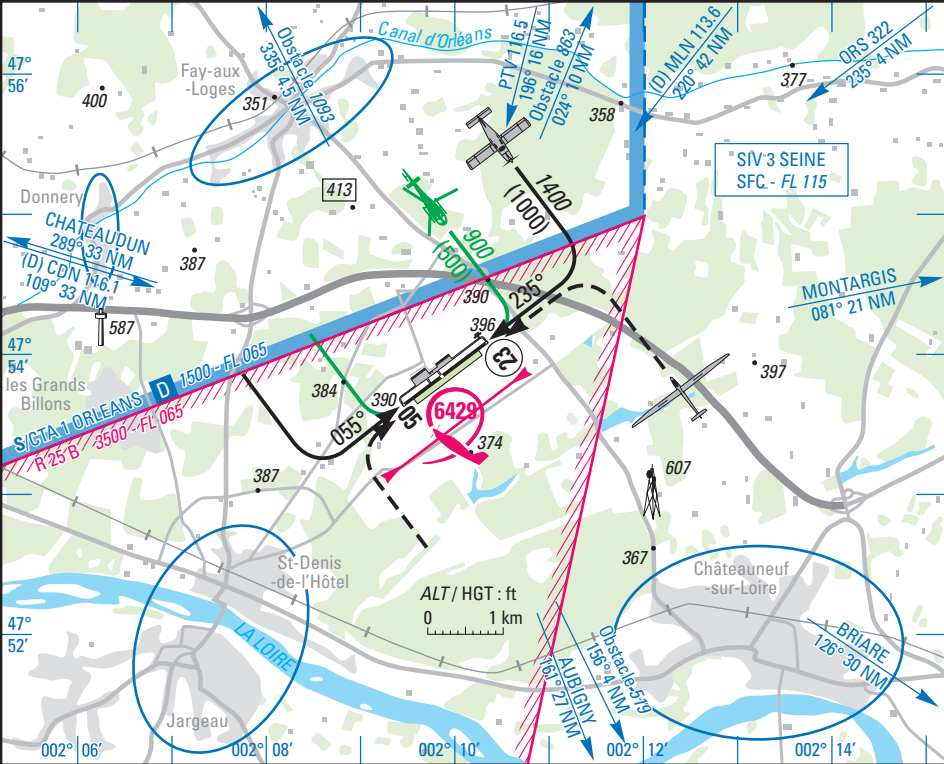 47°
56'
400
Fay-aux
-Loges
351
Obstacle 1093
335° 4.5 NM
Canal d'Orléans
PTV 116.5
196° 16 NM
Obstacle 863
024° 10 NM
358
(D) MLN 113.6
220° 42 NM
377
ORS 322
235° 4 NM
SIV 3 SEINE
SFC - FL 115
413
1400
(1000)
Donnery
CHATEAUDUN
289° 33 NM
(D) CDN 116.1
109° 33 NM
387
900
(500)
390
235°
MONTARGIS
081° 21 NM
587
396
23
47°
54'
les Grands
Billons
S/CTA 1 ORLEANS D 1500 - FL 065
R 25 B 3500 - FL 065
384
390
05
055°
6429
374
397
387
607
St-Denis
-de-l'Hôtel
367
Châteauneuf
-sur-Loire
ALT / HGT : ft
0 1 km
47°
52'
LA LOIRE
AUBIGNY
161° 27 NM
Obstacle 579
156° 4 NM
BRIARE
126° 30 NM
Jargeau
002° 06'
002° 08'
002° 10'
002° 12'
002° 14'